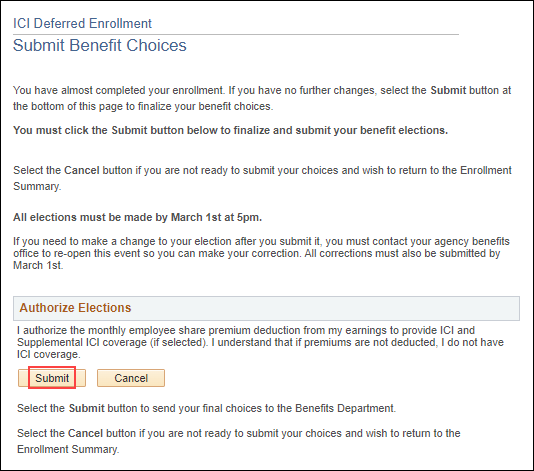 ICI Deferred Enrollment
Submit Benefit Choices
You have almost completed your enrollment. If you have no further changes, select the Submit button at
the bottom of this page to finalize your benefit choices.
You must click the Submit button below to finalize and submit your benefit elections.
Select the Cancel button if you are not ready to submit your choices and wish to return to the Enrollment
Summary.
All elections must be made by March 1st at 5pm.
If you need to make a change to your election after you submit it, you must contact your agency benefits
office to re-open this event so you can make your correction. All corrections must also be submitted by
March 1st.
Authorize Elections
I authorize the monthly employee share premium deduction from my earnings to provide ICI and
Supplemental ICI coverage (if selected). I understand that if premiums are not deducted, I do not have
ICI coverage.
Submit Cancel
Select the Submit button to send your final choices to the Benefits Department.
Select the Cancel button if you are not ready to submit your choices and wish to return to the
Enrollment Summary.